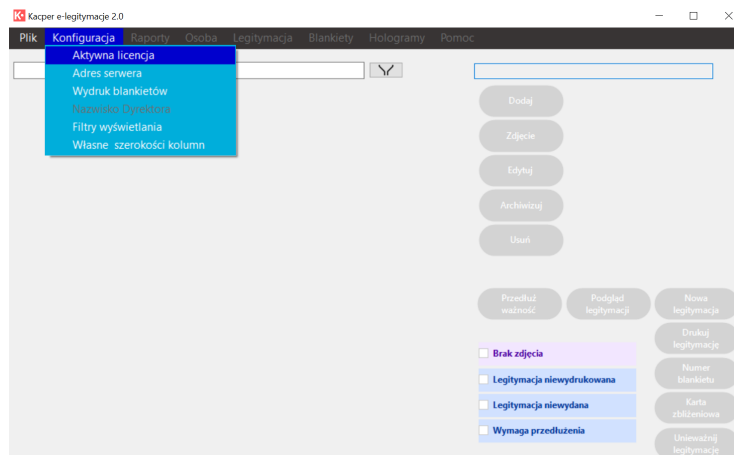 Kacper e-legitymacje 2.0
Plik Konfiguracja Raporty Osoba Legitymacja Blankiety Hologramy Pomoc
Aktywna licencja
Adres serwera
Wydruk blankietów
Nazwisko Dyrektora
Filtry wyświetlania
Własne szerokości kolumn
Dodaj
Zdjęcie
Edytuj
Archiwizuj
Usuń
Przedłuż
ważność
Podgląd
legitymacji
Nowa
legitymacja
Drukuj
legitymację
Numer
blankietu
Karta
zbliżeniowa
Unieważnij
legitymację
Brak zdjęcia
Legitymacja niewydrukowana
Legitymacja niewydana
Wymaga przedłużenia